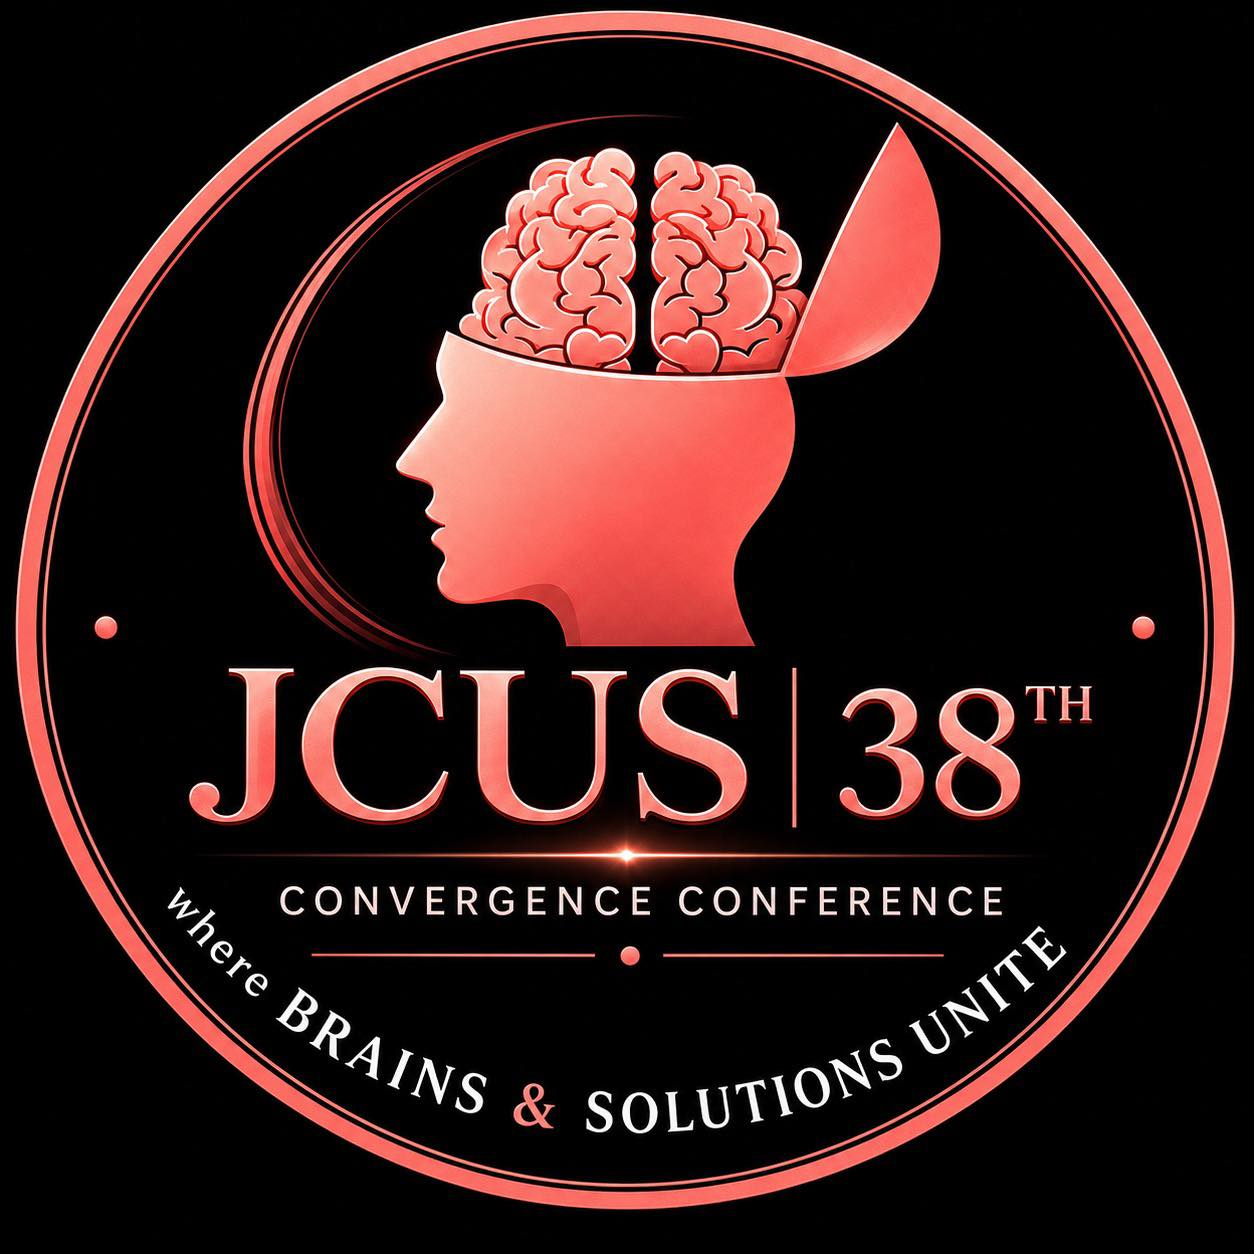 JCUS | 38TH
CONVERGENCE CONFERENCE
where BRAINS & SOLUTIONS UNITE